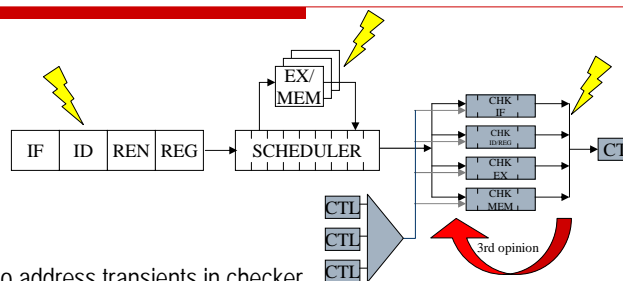 EX/
MEM
IF ID REN REG
SCHEDULER
CHK
IF
CHK
ID/REG
CHK
EX
CHK
MEM
CTL
CTL
CTL
3rd opinion
address transients in checker